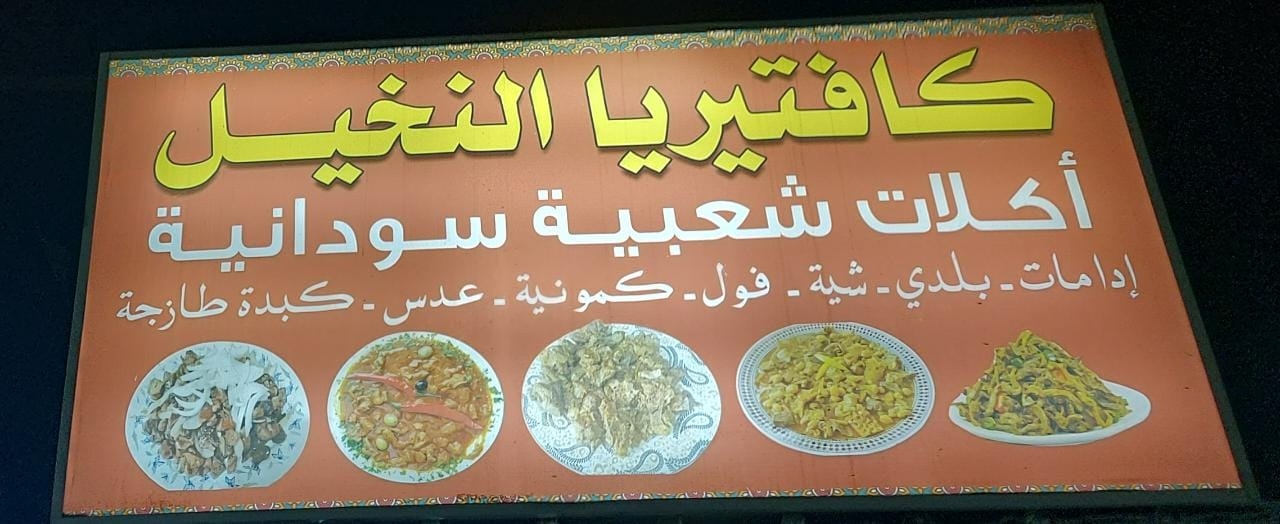 كافتيريا النخيل
أكلات شعبية سودانية
إدامات - بلدي - شية - فول - كمونية - عدس - كبدة طازجة